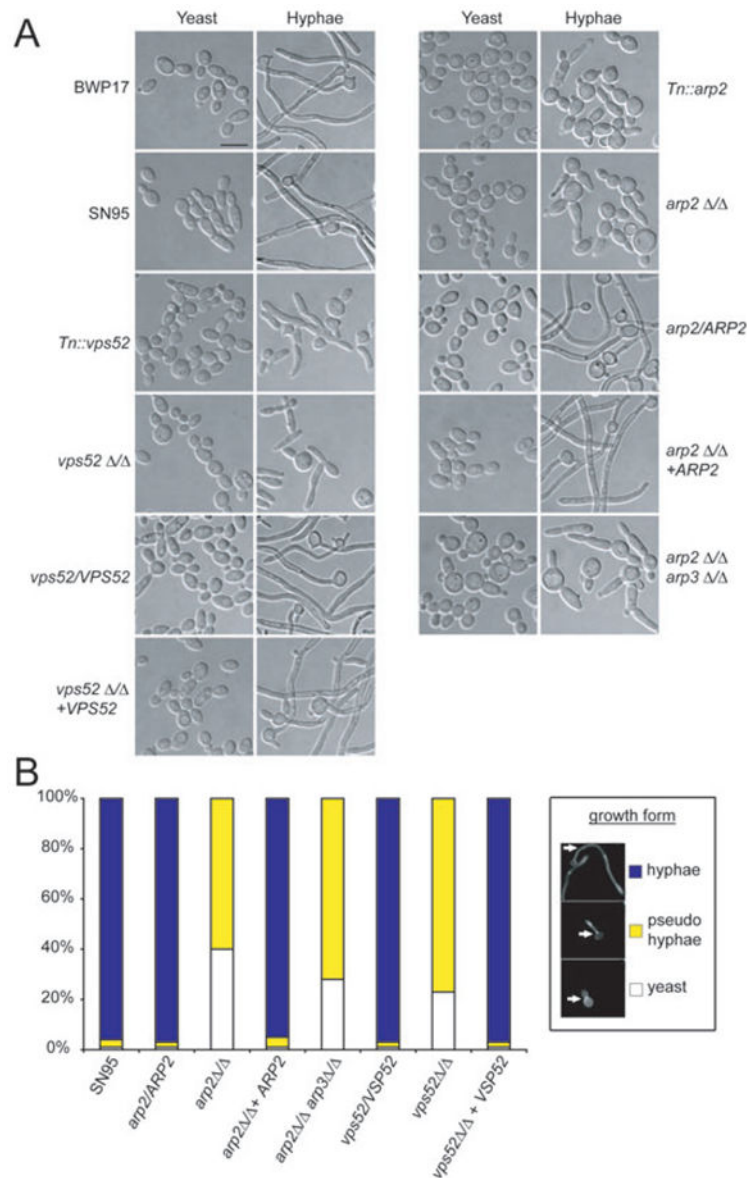 A
Yeast Hyphae
BWP17
SN95
Tn::vps52
vps52 Δ/Δ
vps52/VPS52
vps52 Δ/Δ
+VPS52
Yeast Hyphae
Tn::arp2
arp2 Δ/Δ
arp2/ARP2
arp2 Δ/Δ
+ARP2
arp2 Δ/Δ
arp3 Δ/Δ
B
100%
80%
60%
40%
20%
0%
SN95
arp2/ARP2
arp2Δ/Δ
arp2Δ/Δ+ ARP2
arp2Δ/Δ arp3Δ/Δ
vps52/VSP52
vps52Δ/Δ
vps52Δ/Δ + VSP52
growth form
hyphae
pseudo
hyphae
yeast